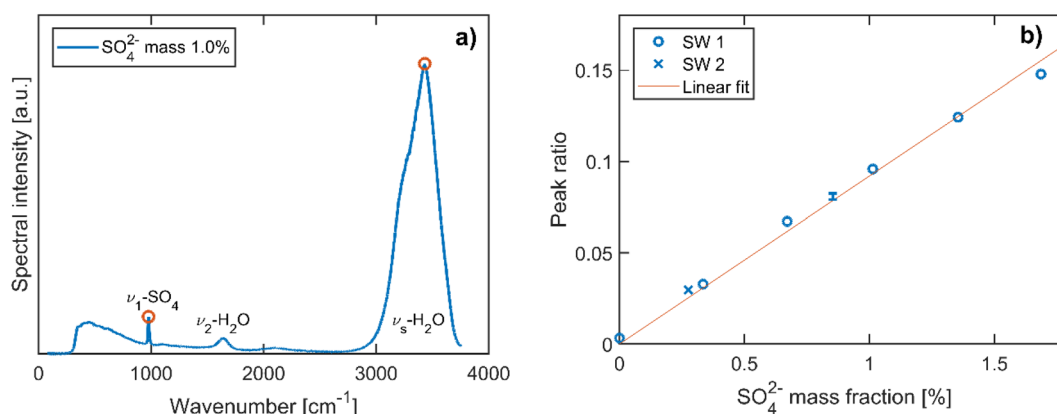 SO₄²⁻ mass 1.0%
a)
Spectral intensity [a.u.]
ν₁-SO₄
ν₂-H₂O
νₛ-H₂O
0
1000
2000
3000
4000
Wavenumber [cm⁻¹]
b)
SW 1
SW 2
Linear fit
Peak ratio
0.15
0.1
0.05
0
0
0.5
1
1.5
SO₄²⁻ mass fraction [%]